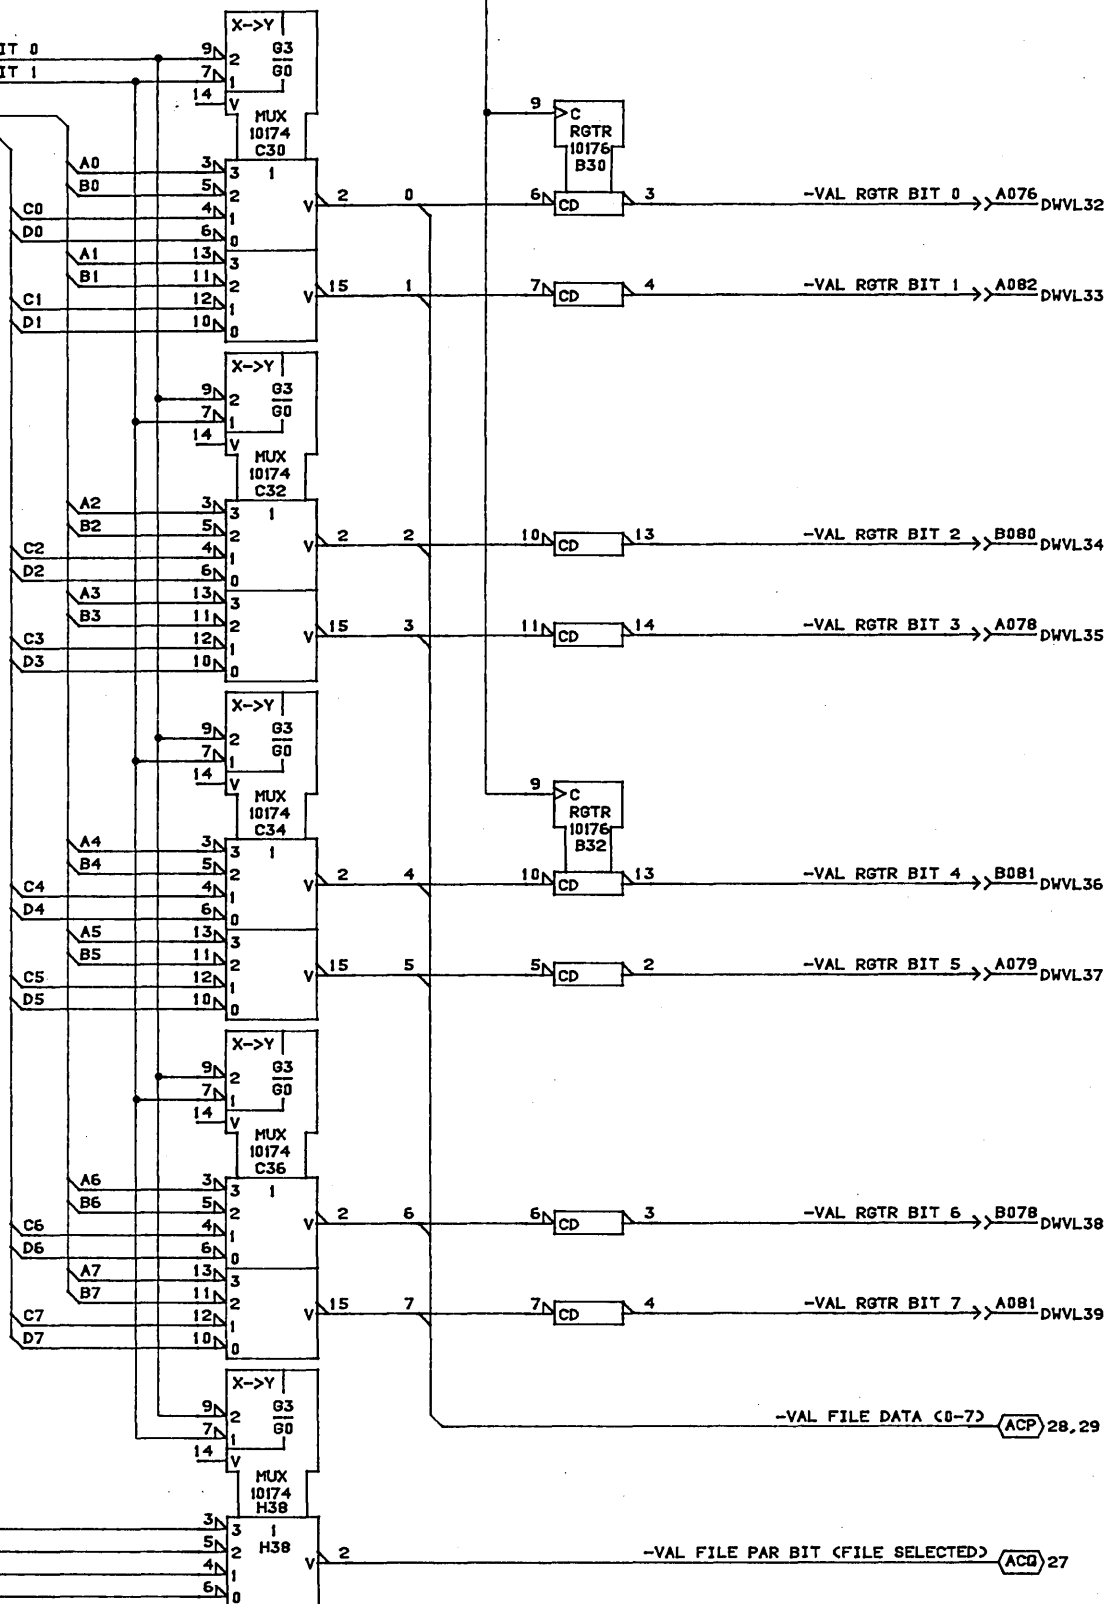 X->Y
IT 0 9 2 G3
IT 1 7 1 G0
14 V
MUX
10174
C30
A0 3 3 1
B0 5 2
C0 4 1 V 2 0
D0 6 0
A1 13 3
B1 11 2
C1 12 1 V 15 1
D1 10 0
9 C
RGTR
10176
B30
6 CD 3 -VAL RGTR BIT 0 A076 DWVL32
7 CD 4 -VAL RGTR BIT 1 A082 DWVL33
X->Y
9 2 G3
7 1 G0
14 V
MUX
10174
C32
A2 3 3 1
B2 5 2
C2 4 1 V 2 2
D2 6 0
A3 13 3
B3 11 2
C3 12 1 V 15 3
D3 10 0
10 CD 13 -VAL RGTR BIT 2 B080 DWVL34
11 CD 14 -VAL RGTR BIT 3 A078 DWVL35
X->Y
9 2 G3
7 1 G0
14 V
MUX
10174
C34
A4 3 3 1
B4 5 2
C4 4 1 V 2 4
D4 6 0
A5 13 3
B5 11 2
C5 12 1 V 15 5
D5 10 0
9 C
RGTR
10176
B32
10 CD 13 -VAL RGTR BIT 4 B081 DWVL36
5 CD 2 -VAL RGTR BIT 5 A079 DWVL37
X->Y
9 2 G3
7 1 G0
14 V
MUX
10174
C36
A6 3 3 1
B6 5 2
C6 4 1 V 2 6
D6 6 0
A7 13 3
B7 11 2
C7 12 1 V 15 7
D7 10 0
6 CD 3 -VAL RGTR BIT 6 B078 DWVL38
7 CD 4 -VAL RGTR BIT 7 A081 DWVL39
X->Y
9 2 G3
7 1 G0
14 V
-VAL FILE DATA (0-7) ACP 28,29
MUX
10174
H38
3 3 1
5 2 H38
4 1 V 2 -VAL FILE PAR BIT (FILE SELECTED) ACQ 27
6 0